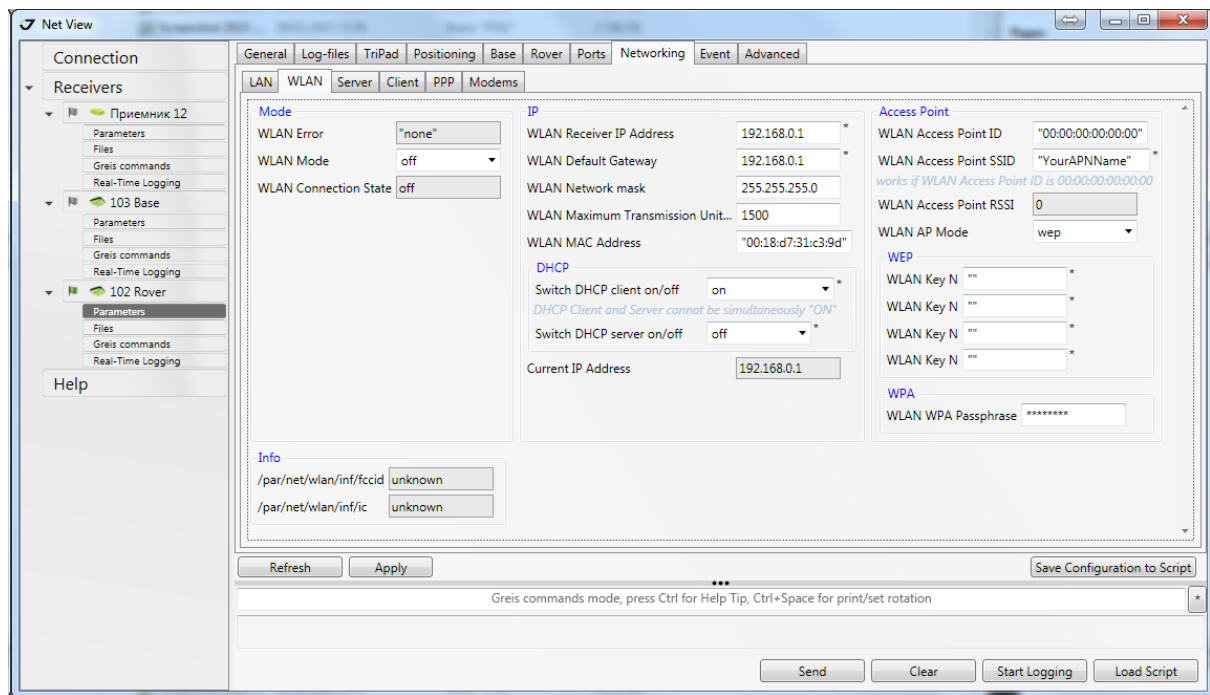 Net View
Connection
Receivers
Приемник 12
Parameters
Files
Greis commands
Real-Time Logging
103 Base
Parameters
Files
Greis commands
Real-Time Logging
102 Rover
Parameters
Files
Greis commands
Real-Time Logging
Help
General Log-files TriPad Positioning Base Rover Ports Networking Event Advanced
LAN WLAN Server Client PPP Modems
Mode
WLAN Error "none"
WLAN Mode off
WLAN Connection State off
IP
WLAN Receiver IP Address 192.168.0.1 *
WLAN Default Gateway 192.168.0.1 *
WLAN Network mask 255.255.255.0
WLAN Maximum Transmission Unit... 1500
WLAN MAC Address "00:18:d7:31:c3:9d"
DHCP
Switch DHCP client on/off on *
DHCP Client and Server cannot be simultaneously "ON"
Switch DHCP server on/off off *
Current IP Address 192.168.0.1
Access Point
WLAN Access Point ID "00:00:00:00:00:00"
WLAN Access Point SSID "YourAPNName" *
works if WLAN Access Point ID is 00:00:00:00:00:00
WLAN Access Point RSSI 0
WLAN AP Mode wep
WEP
WLAN Key N "" *
WLAN Key N "" *
WLAN Key N "" *
WLAN Key N "" *
WPA
WLAN WPA Passphrase ********
Info
/par/net/wlan/inf/fccid unknown
/par/net/wlan/inf/ic unknown
Refresh Apply Save Configuration to Script
Greis commands mode, press Ctrl for Help Tip, Ctrl+Space for print/set rotation *
Send Clear Start Logging Load Script